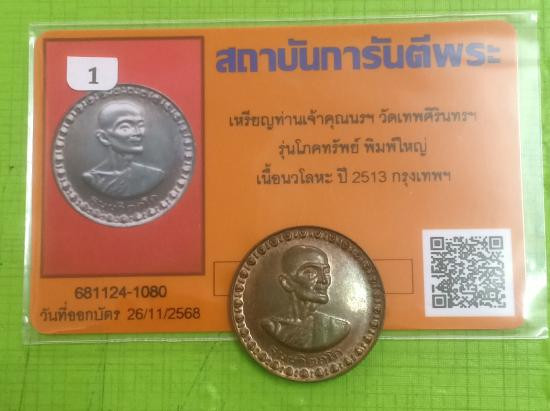 สถาบันการันตีพระ
1
เหรียญท่านเจ้าคุณนรฯ วัดเทพศิรินทรฯ
รุ่นโภคทรัพย์ พิมพ์ใหญ่
เนื้อนวโลหะ ปี 2513 กรุงเทพฯ
681124-1080
วันที่ออกบัตร 26/11/2568